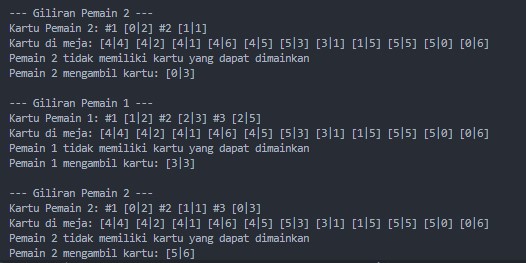 --- Giliran Pemain 2 ---
Kartu Pemain 2: #1 [0|2] #2 [1|1]
Kartu di meja: [4|4] [4|2] [4|1] [4|6] [4|5] [5|3] [3|1] [1|5] [5|5] [5|0] [0|6]
Pemain 2 tidak memiliki kartu yang dapat dimainkan
Pemain 2 mengambil kartu: [0|3]
--- Giliran Pemain 1 ---
Kartu Pemain 1: #1 [1|2] #2 [2|3] #3 [2|5]
Kartu di meja: [4|4] [4|2] [4|1] [4|6] [4|5] [5|3] [3|1] [1|5] [5|5] [5|0] [0|6]
Pemain 1 tidak memiliki kartu yang dapat dimainkan
Pemain 1 mengambil kartu: [3|3]
--- Giliran Pemain 2 ---
Kartu Pemain 2: #1 [0|2] #2 [1|1] #3 [0|3]
Kartu di meja: [4|4] [4|2] [4|1] [4|6] [4|5] [5|3] [3|1] [1|5] [5|5] [5|0] [0|6]
Pemain 2 tidak memiliki kartu yang dapat dimainkan
Pemain 2 mengambil kartu: [5|6]